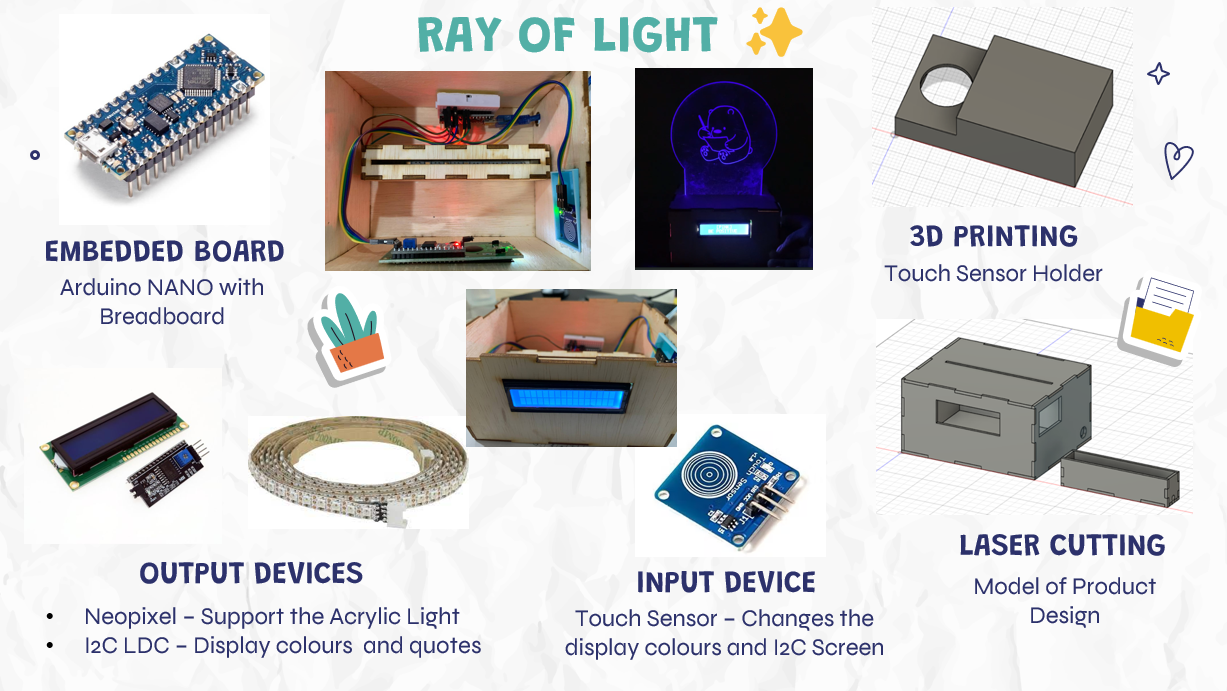 RAY OF LIGHT
EMBEDDED BOARD
Arduino NANO with
Breadboard
3D PRINTING
Touch Sensor Holder
Touch
Sensor
OUTPUT DEVICES
• Neopixel – Support the Acrylic Light
• I2C LDC – Display colours and quotes
INPUT DEVICE
Touch Sensor – Changes the
display colours and I2C Screen
LASER CUTTING
Model of Product
Design